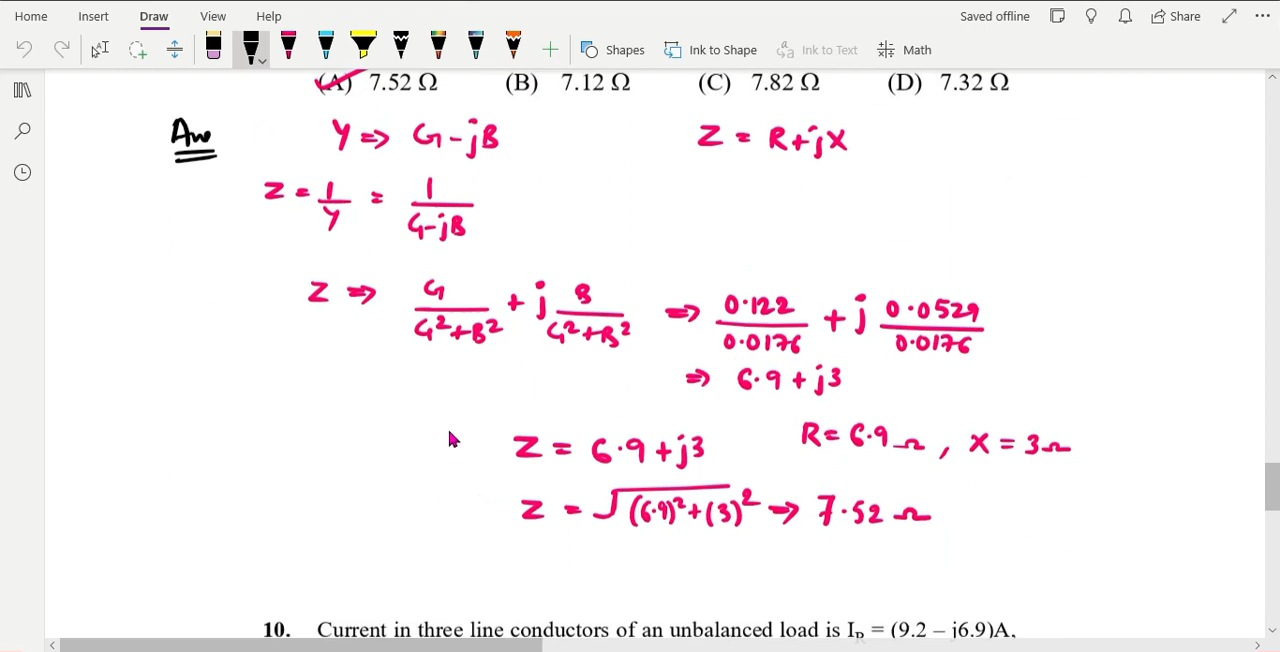 Home Insert Draw View Help Saved offline Share
Shapes Ink to Shape Ink to Text Math
(A) 7.52 Ω (B) 7.12 Ω (C) 7.82 Ω (D) 7.32 Ω
Ans Y => G-jB Z = R+jX
Z = 1/Y = 1/(G-jB)
Z => G/(G²+B²) + j B/(G²+B²) => 0.122/0.0176 + j 0.0529/0.0176
=> 6.9 + j3
Z = 6.9 + j3 R = 6.9 Ω, X = 3 Ω
Z = √(6.9)²+(3)² => 7.52 Ω
10. Current in three line conductors of an unbalanced load is I_R = (9.2 – j6.9)A,